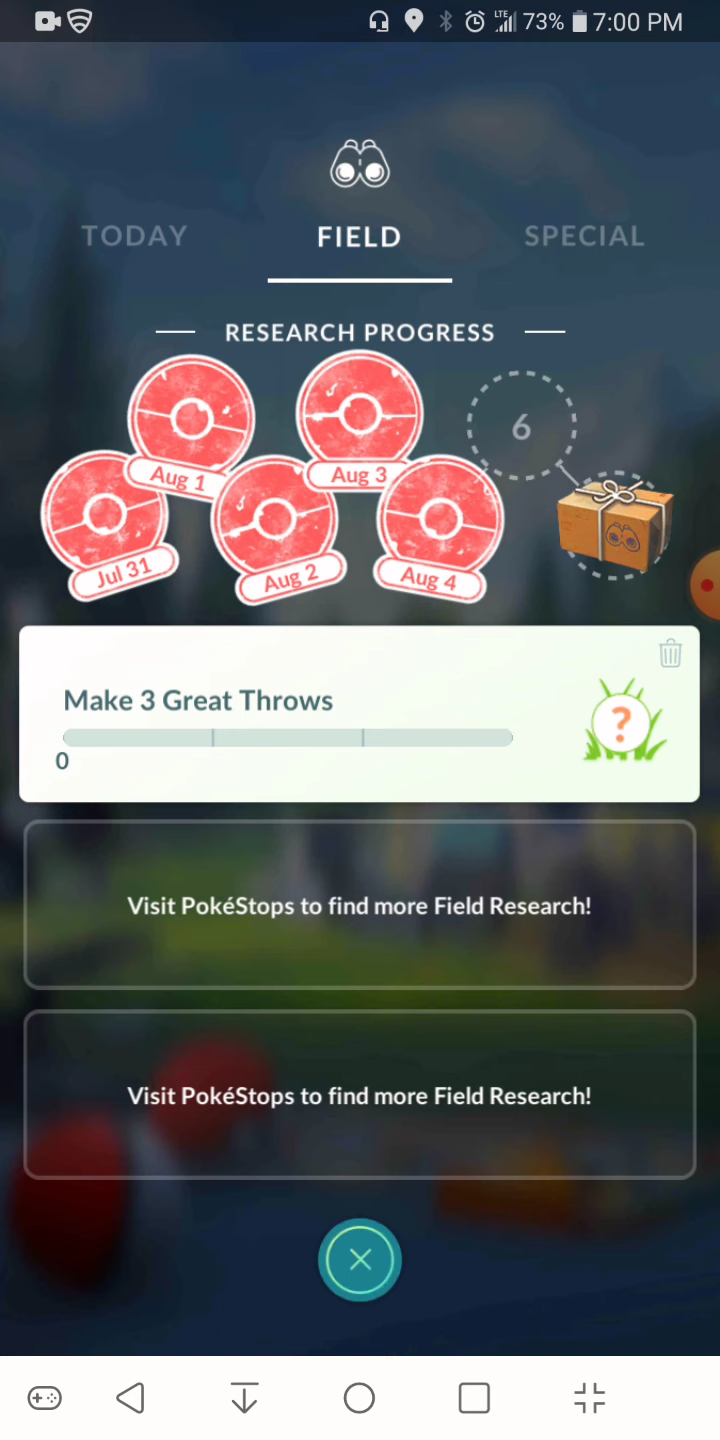 LTE 73% 7:00 PM
TODAY FIELD SPECIAL
RESEARCH PROGRESS
Aug 1 Aug 3 6
Jul 31 Aug 2 Aug 4
Make 3 Great Throws
?
0
Visit PokéStops to find more Field Research!
Visit PokéStops to find more Field Research!